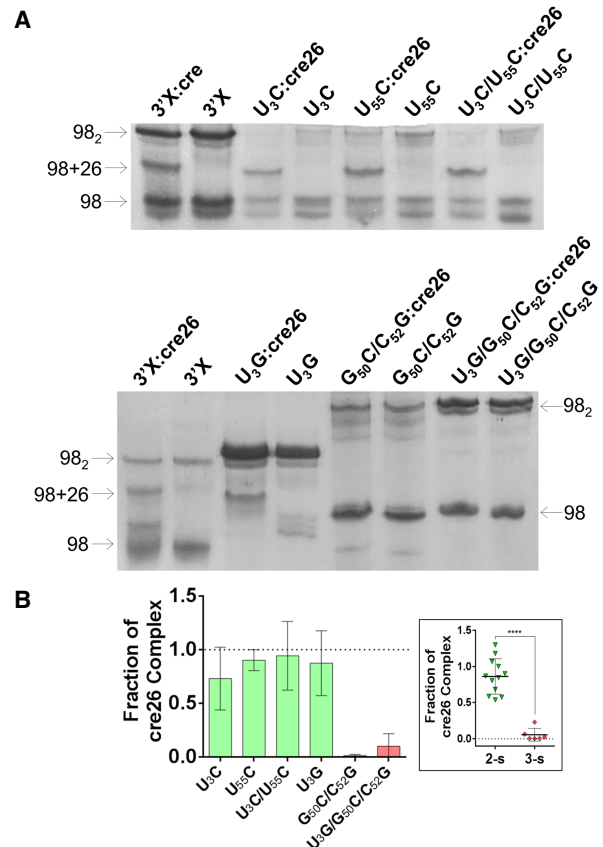 A
3'X:cre
3'X
U₃C:cre26
U₃C
U₅₅C:cre26
U₅₅C
U₃C/U₅₅C:cre26
U₃C/U₅₅C
98₂
98+26
98
3'X:cre26
3'X
U₃G:cre26
U₃G
G₅₀C/C₅₂G:cre26
G₅₀C/C₅₂G
U₃G/G₅₀C/C₅₂G:cre26
U₃G/G₅₀C/C₅₂G
98₂
98+26
98
98₂
98
B
Fraction of
cre26 Complex
1.5
1.0
0.5
0.0
U₃C
U₅₅C
U₃C/U₅₅C
U₃G
G₅₀C/C₅₂G
U₃G/G₅₀C/C₅₂G
Fraction of
cre26 Complex
1.5
1.0
0.5
0.0
****
2-s
3-s